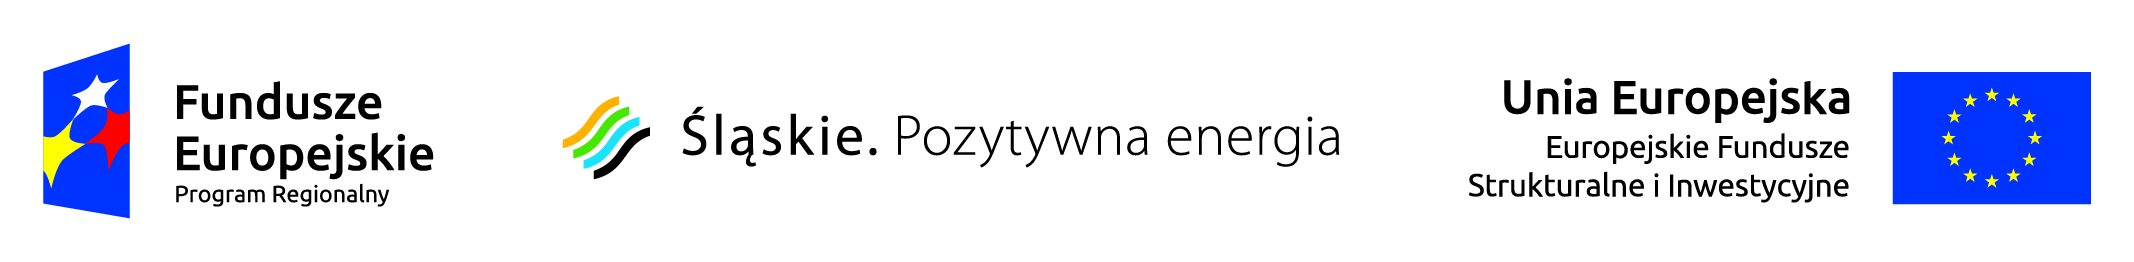 Fundusze
Europejskie
Program Regionalny
Śląskie. Pozytywna energia
Unia Europejska
Europejskie Fundusze
Strukturalne i Inwestycyjne